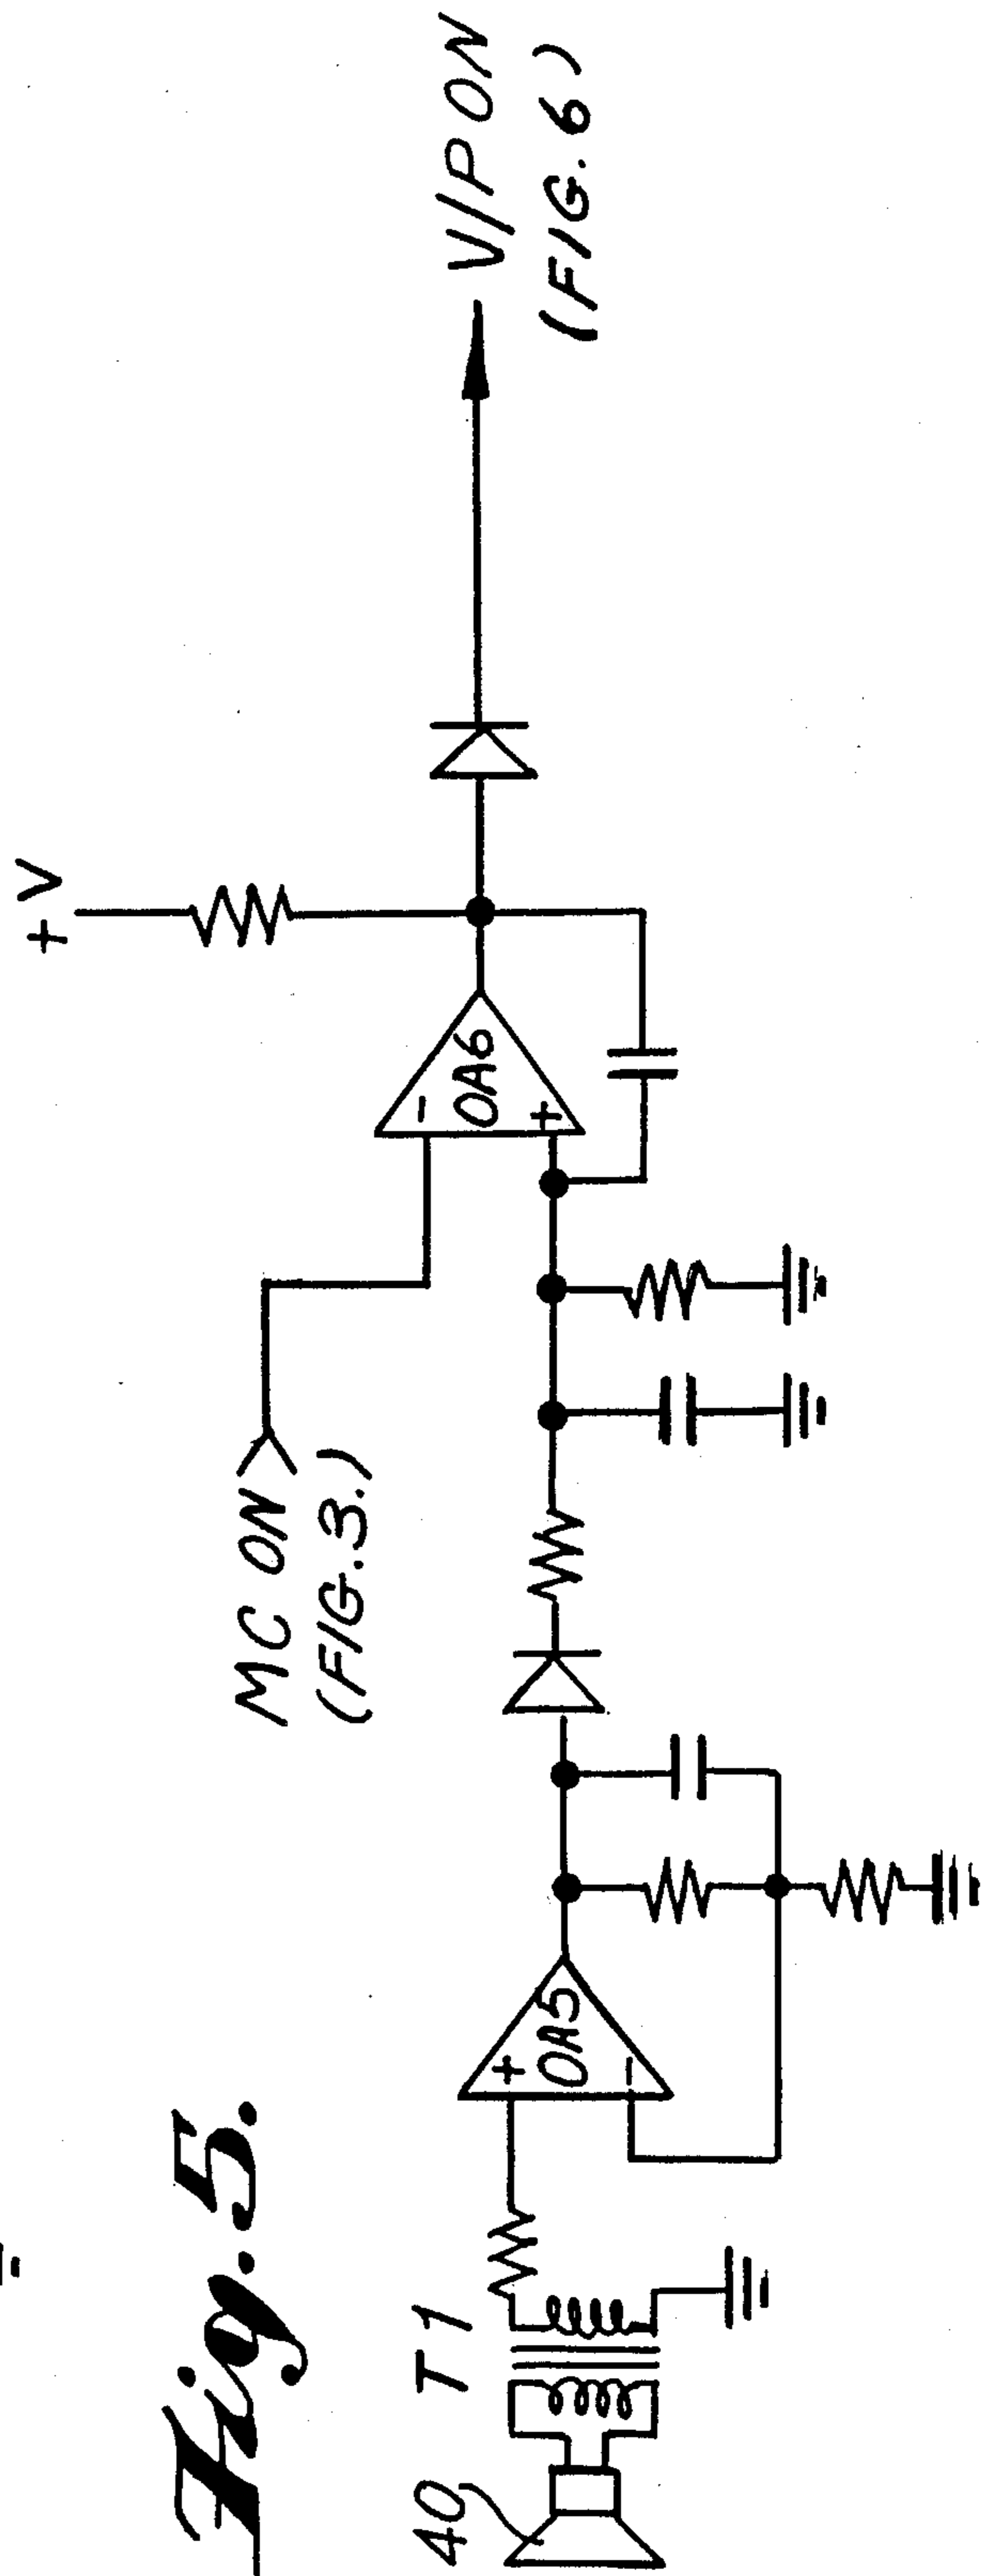 Fig. 5.
+V
MC ON
(FIG. 3.)
V/P ON
(FIG. 6)
OA6
-
+
T1
40
OA5
+
-